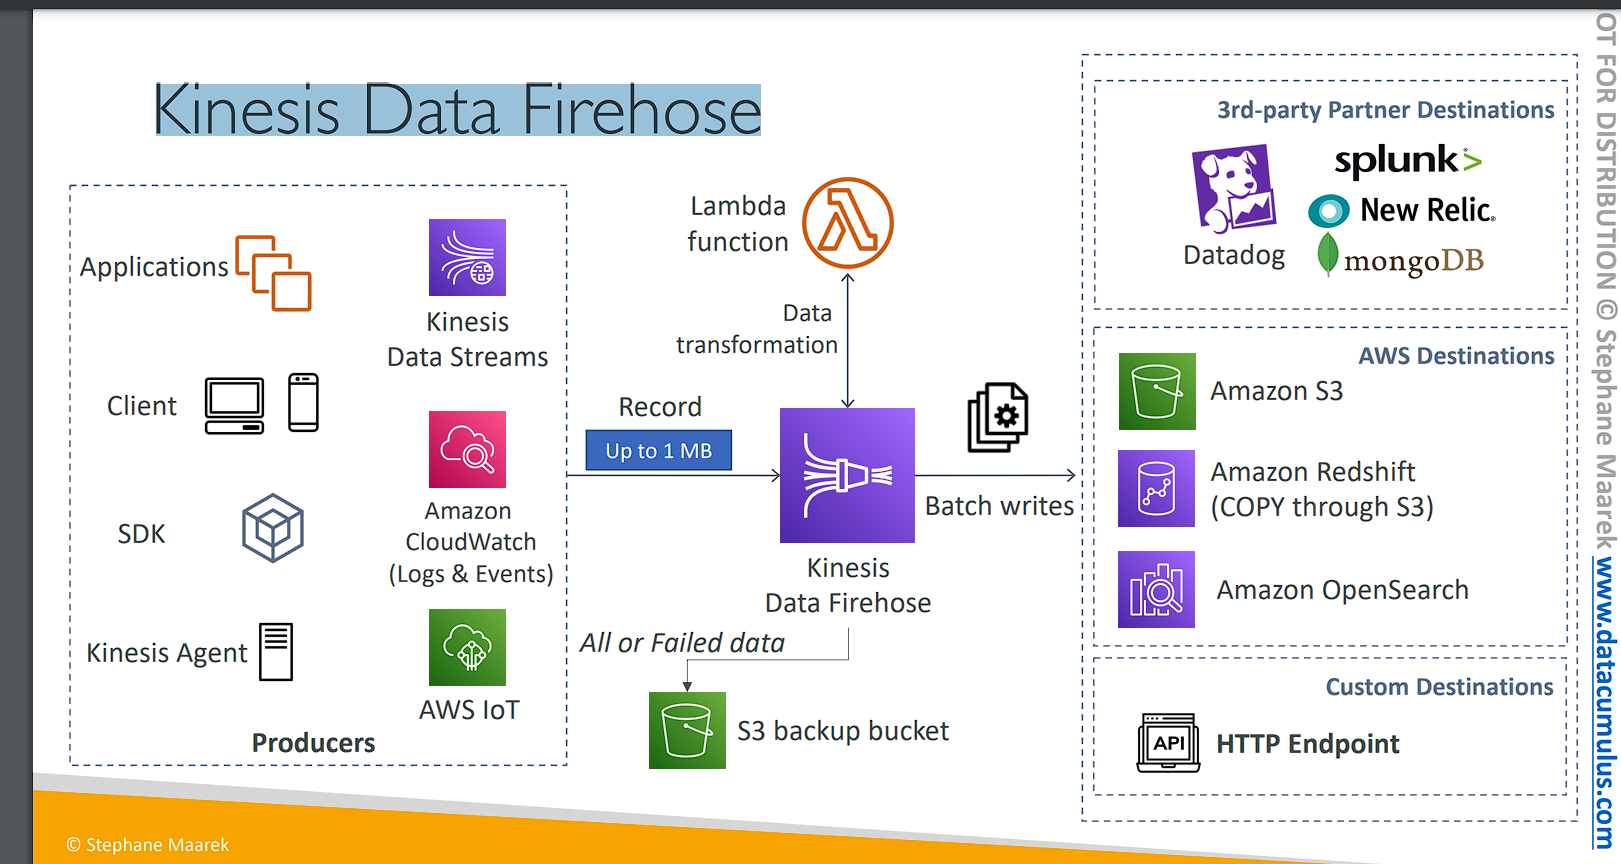 Kinesis Data Firehose
Applications
Kinesis
Data Streams
Client
Amazon
CloudWatch
(Logs & Events)
SDK
Kinesis Agent
AWS IoT
Producers
Record
Up to 1 MB
Lambda
function
Data
transformation
Kinesis
Data Firehose
Batch writes
All or Failed data
S3 backup bucket
3rd-party Partner Destinations
Datadog
splunk>
New Relic.
mongoDB
AWS Destinations
Amazon S3
Amazon Redshift
(COPY through S3)
Amazon OpenSearch
Custom Destinations
API
HTTP Endpoint
© Stephane Maarek
OT FOR DISTRIBUTION © Stephane Maarek www.datacumulus.com